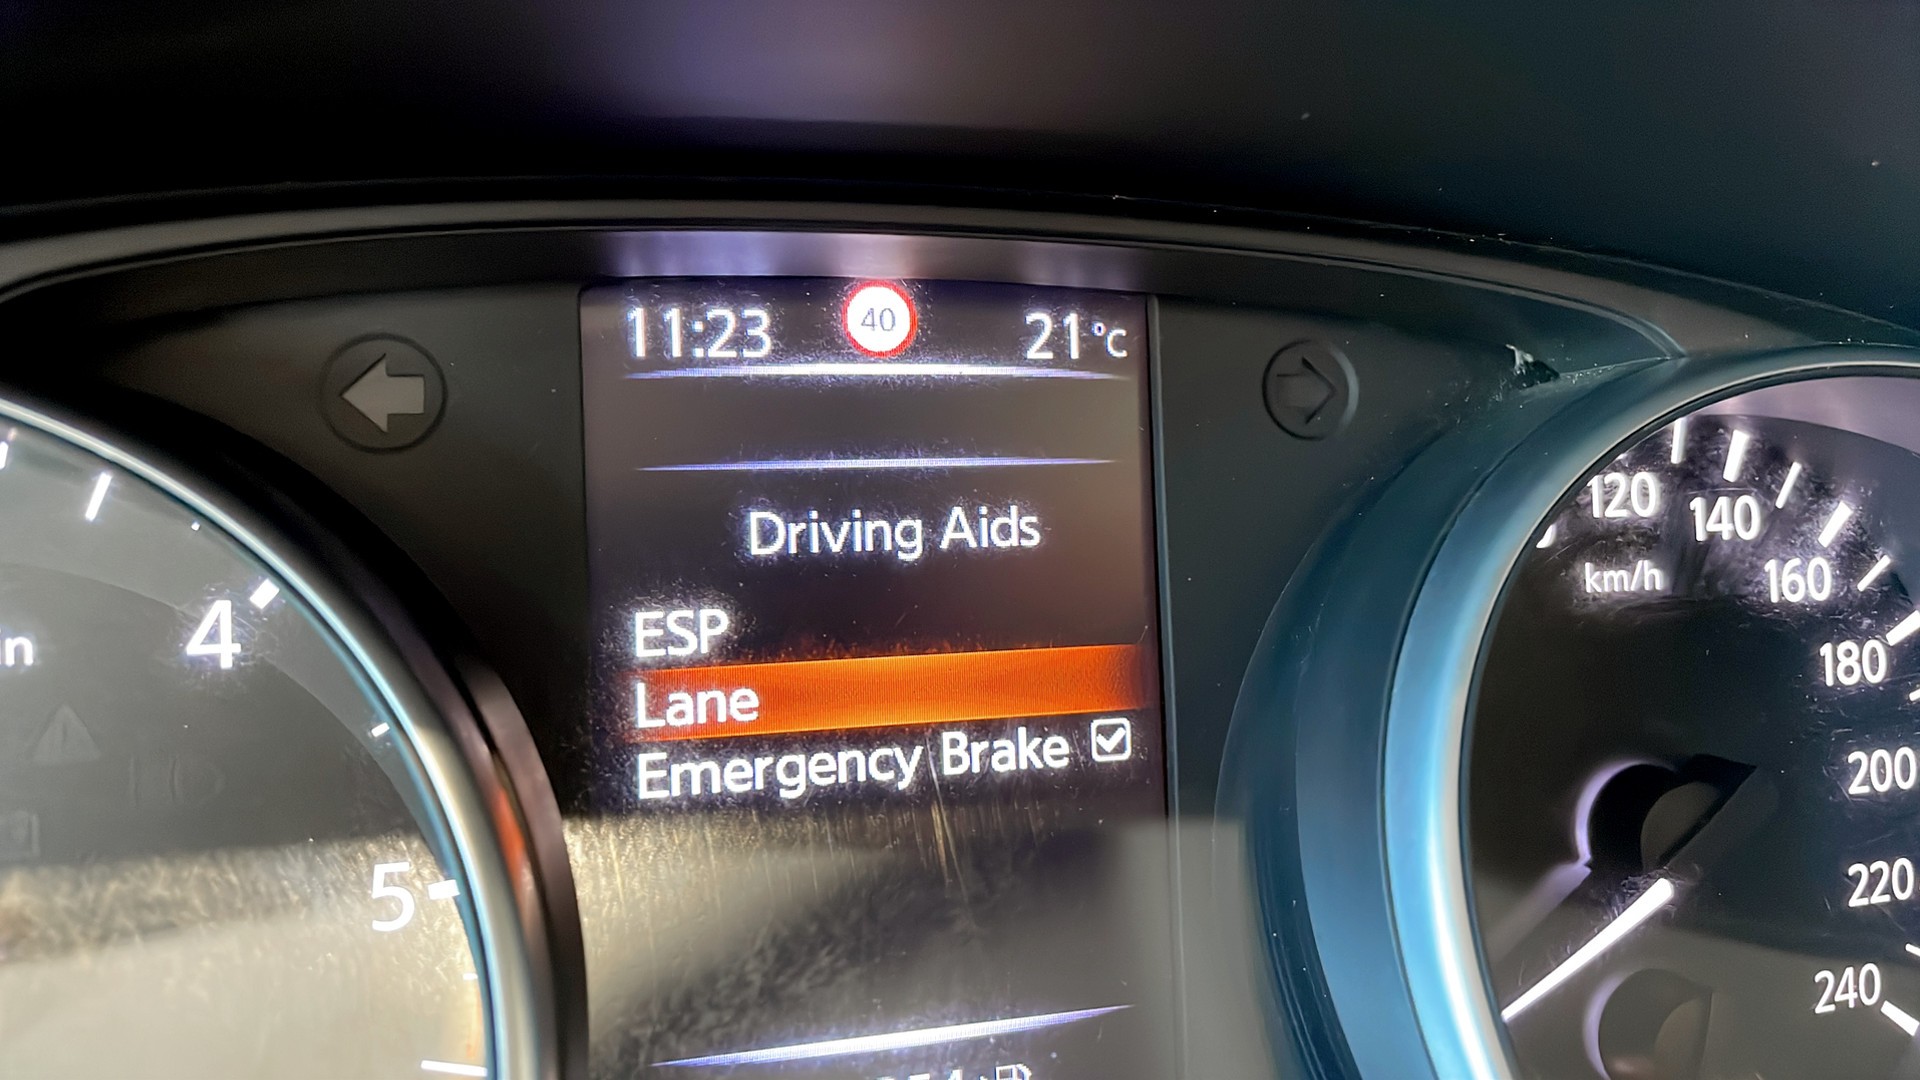 11:23 40 21°C
Driving Aids
ESP
Lane
Emergency Brake
4
5
120
140
km/h
160
180
200
220
240